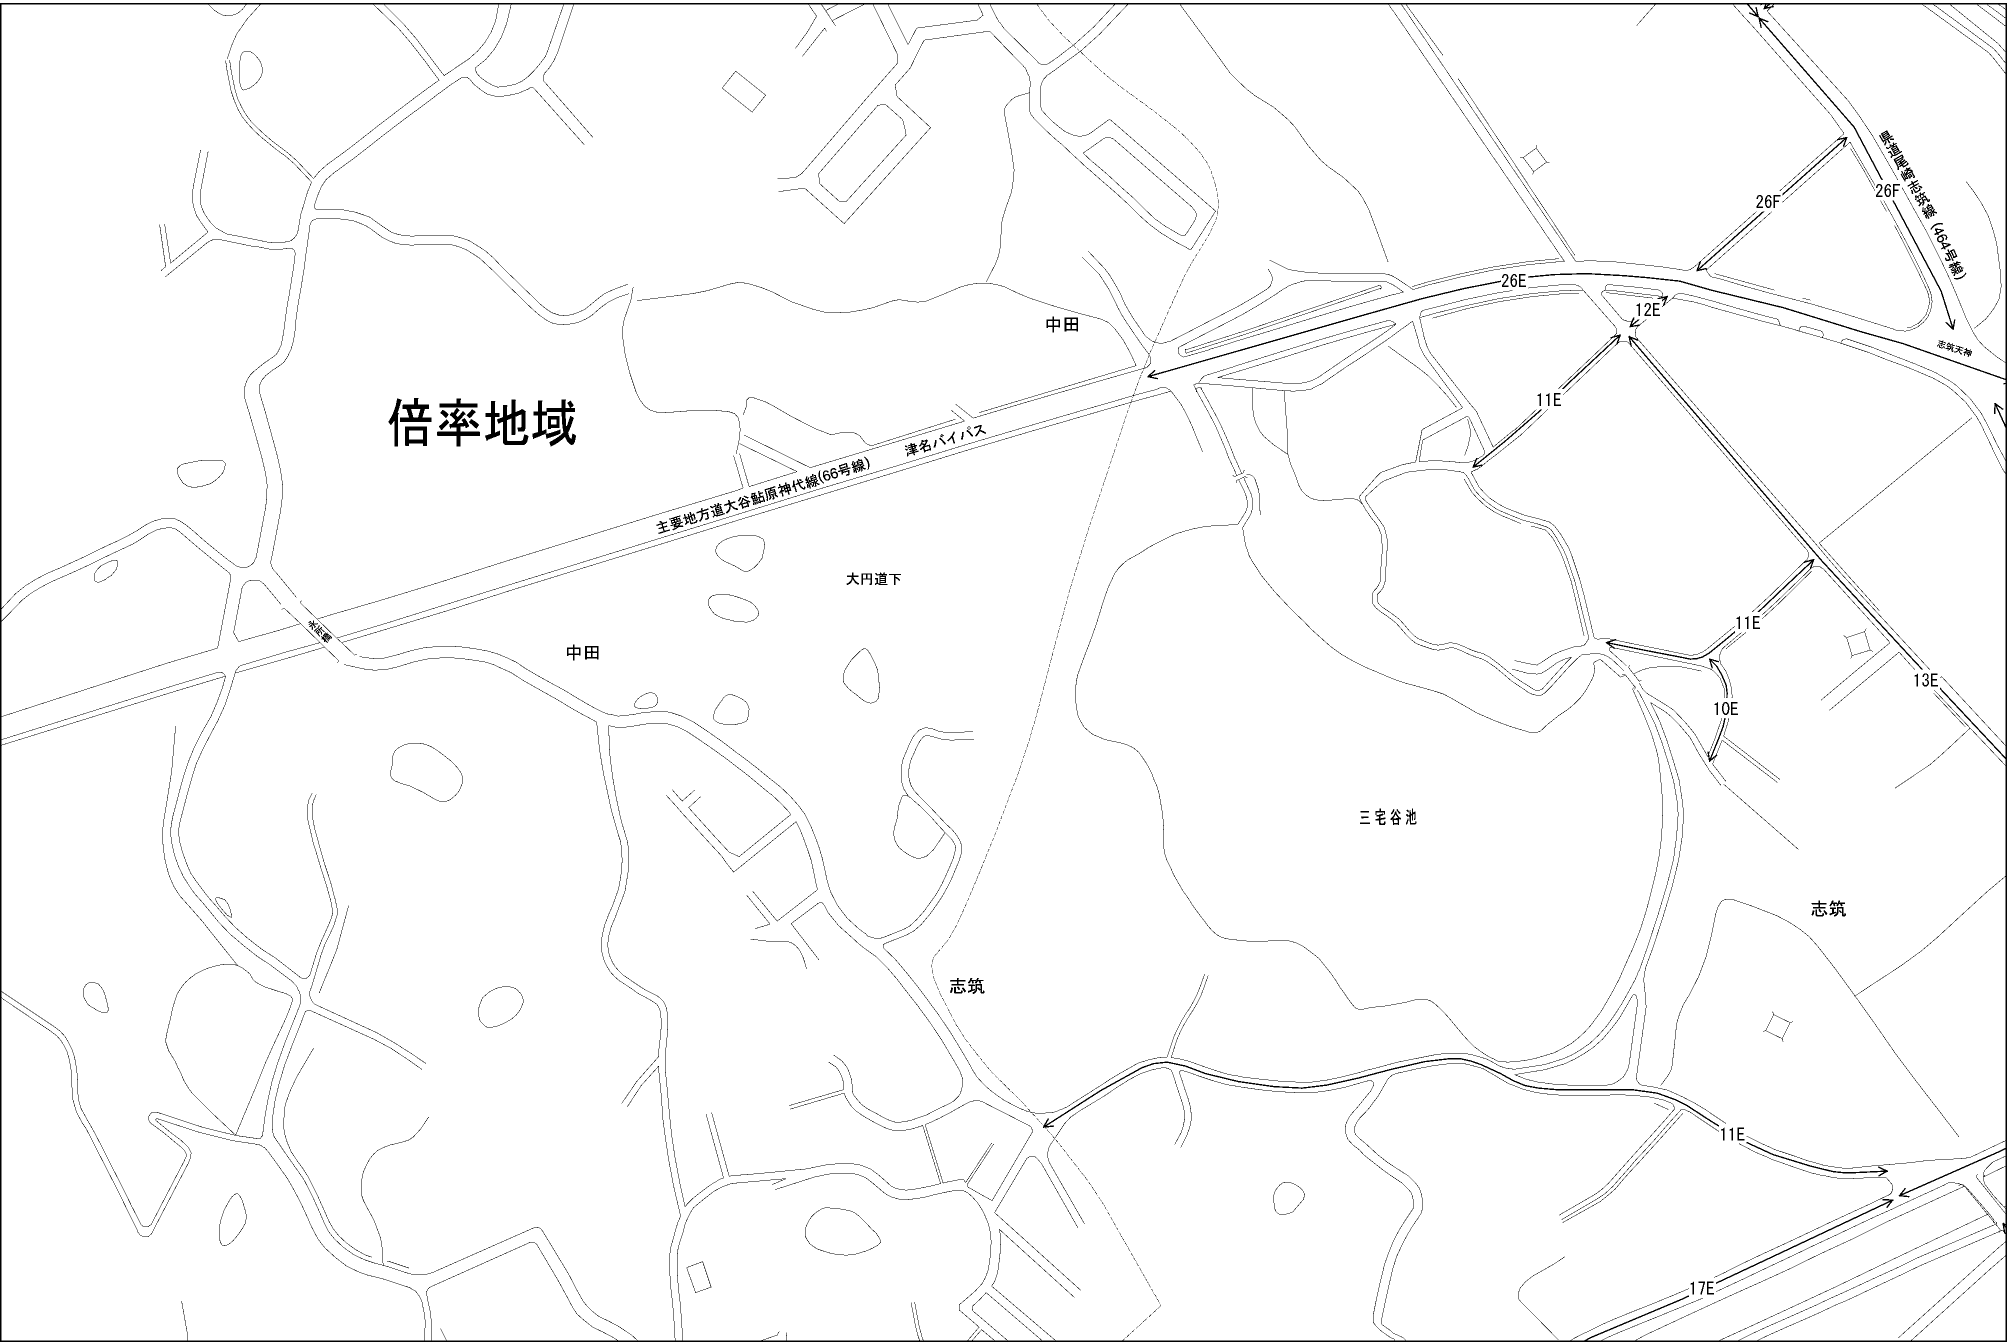 県道尾崎志筑線(464号線)
26F
26F
26E
12E
中田
志筑天神
11E
倍率地域
津名バイパス
主要地方道大谷鮎原神代線(66号線)
大円道下
中田
11E
13E
10E
三宅谷池
志筑
志筑
11E
17E